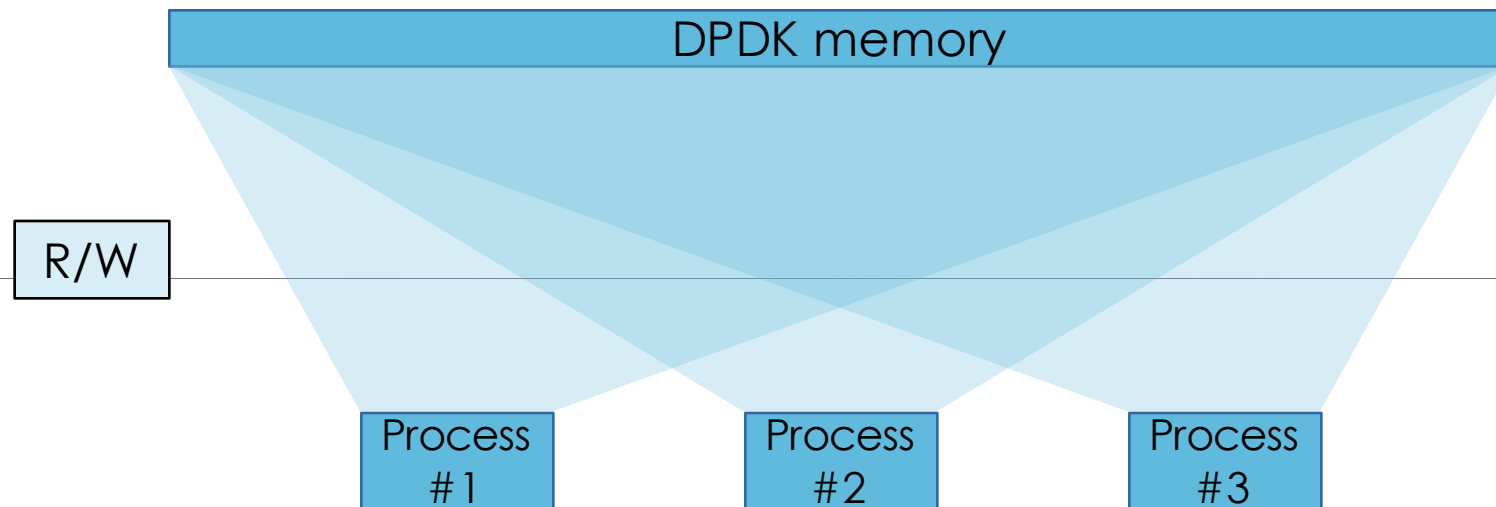 DPDK memory
R/W
Process
#1
Process
#2
Process
#3